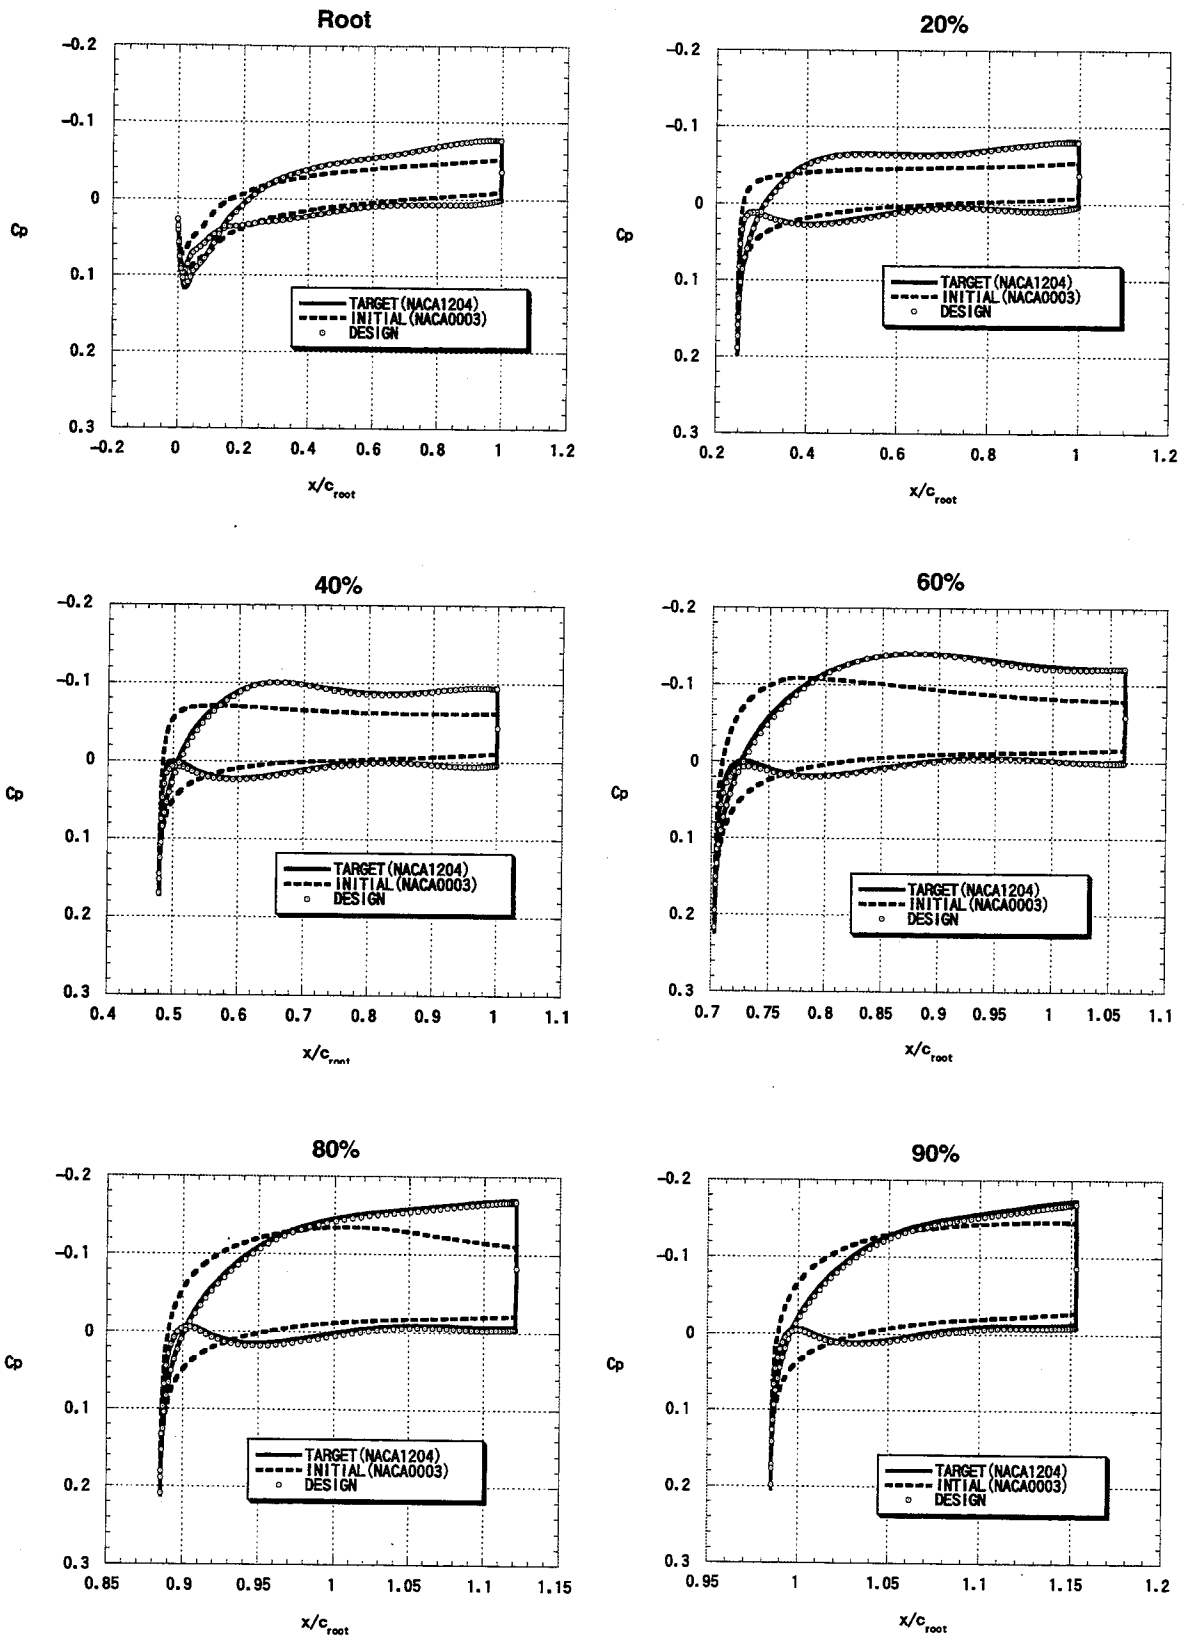 Root
-0.2
-0.1
0
Cp
0.1
0.2
0.3
TARGET(NACA1204)
INITIAL(NACA0003)
DESIGN
-0.2 0 0.2 0.4 0.6 0.8 1 1.2
x/c_root
20%
-0.2
-0.1
0
Cp
0.1
0.2
0.3
TARGET(NACA1204)
INITIAL(NACA0003)
DESIGN
0.2 0.4 0.6 0.8 1 1.2
x/c_root
40%
-0.2
-0.1
0
Cp
0.1
0.2
0.3
TARGET(NACA1204)
INITIAL(NACA0003)
DESIGN
0.4 0.5 0.6 0.7 0.8 0.9 1 1.1
x/c_root
60%
-0.2
-0.1
0
Cp
0.1
0.2
0.3
TARGET(NACA1204)
INITIAL(NACA0003)
DESIGN
0.7 0.75 0.8 0.85 0.9 0.95 1 1.05 1.1
x/c_root
80%
-0.2
-0.1
0
Cp
0.1
0.2
0.3
TARGET(NACA1204)
INITIAL(NACA0003)
DESIGN
0.85 0.9 0.95 1 1.05 1.1 1.15
x/c_root
90%
-0.2
-0.1
0
Cp
0.1
0.2
0.3
TARGET(NACA1204)
INTIAL(NACA0003)
DESIGN
0.95 1 1.05 1.1 1.15 1.2
x/c_root